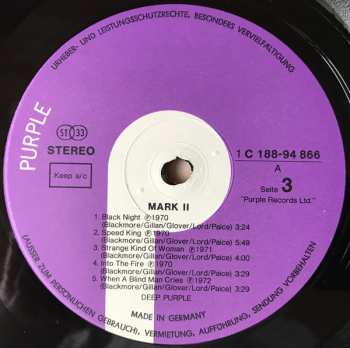 URHEBER- UND LEISTUNGSSCHUTZRECHTE, BESONDERS VERVIELFÄLTIGUNG
PURPLE
ST 33
STEREO
Keep a/c
1 C 188-94 866
A
Seite 3
"Purple Records Ltd."
MARK II
1. Black Night ℗1970
(Blackmore/Gillan/Glover/Lord/Paice) 3:24
2. Speed King ℗ 1970
(Blackmore/Gillan/Glover/Lord/Paice) 5:49
3. Strange Kind Of Woman ℗ 1971
(Blackmore/Gillan/Glover/Lord/Paice) 4:00
4. Into The Fire ℗ 1970
(Blackmore/Gillan/Glover/Lord/Paice) 3:29
5. When A Blind Man Cries ℗ 1972
(Blackmore/Gillan/Glover/Lord/Paice) 3:29
DEEP PURPLE
MADE IN GERMANY
(AUSSER ZUM PERSÖNLICHEN GEBRAUCH), VERMIETUNG, AUFFÜHRUNG, SENDUNG VORBEHALTEN